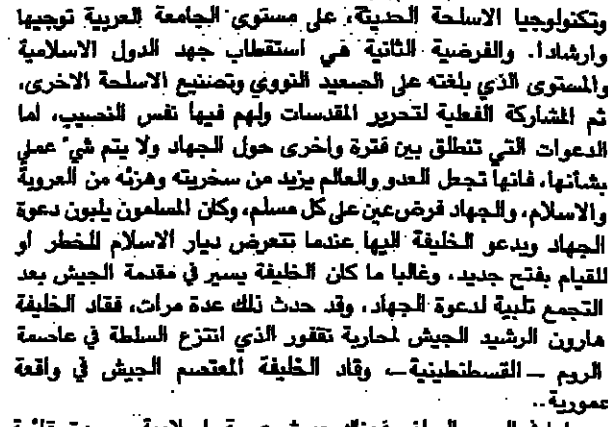 وتكنولوجيا الاسلحة الحديثة، على مستوى الجامعة العربية توجيها
وارشادا. والفرضية الثانية هي استقطاب جهد الدول الاسلامية
والمستوى الذي بلغته على الصعيد النووي وتصنيع الاسلحة الاخرى،
ثم المشاركة الفعلية لتحرير المقدسات ولهم فيها نفس النصيب، اما
الدعوات التي تنطلق بين فترة واخرى حول الجهاد ولا يتم شيء عملي
بشأنها، فانها تجعل العدو والعالم يزيد من سخريته وهزئه من العروبة
والاسلام، والجهاد فرض عين على كل مسلم، وكان المسلمون يلبون دعوة
الجهاد ويدعو الخليفة اليها عندما تتعرض ديار الاسلام للخطر او
للقيام بفتح جديد، وغالبا ما كان الخليفة يسير في مقدمة الجيش بعد
التجمع تلبية لدعوة الجهاد، وقد حدث ذلك عدة مرات، فقاد الخليفة
هارون الرشيد الجيش لمحاربة نقفور الذي انتزع السلطة في عاصمة
الروم ــ القسطنطينية ــ، وقاد الخليفة المعتصم الجيش في واقعة
عمورية..